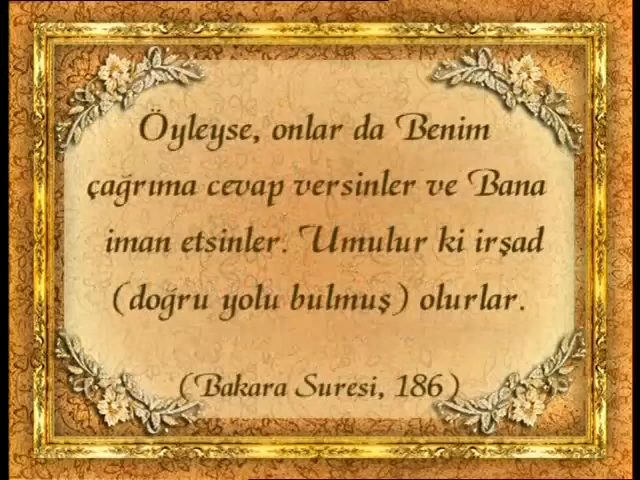 Öyleyse, onlar da Benim
çağrıma cevap versinler ve Bana
iman etsinler. Umulur ki irşad
(doğru yolu bulmuş) olurlar.
(Bakara Suresi, 186)